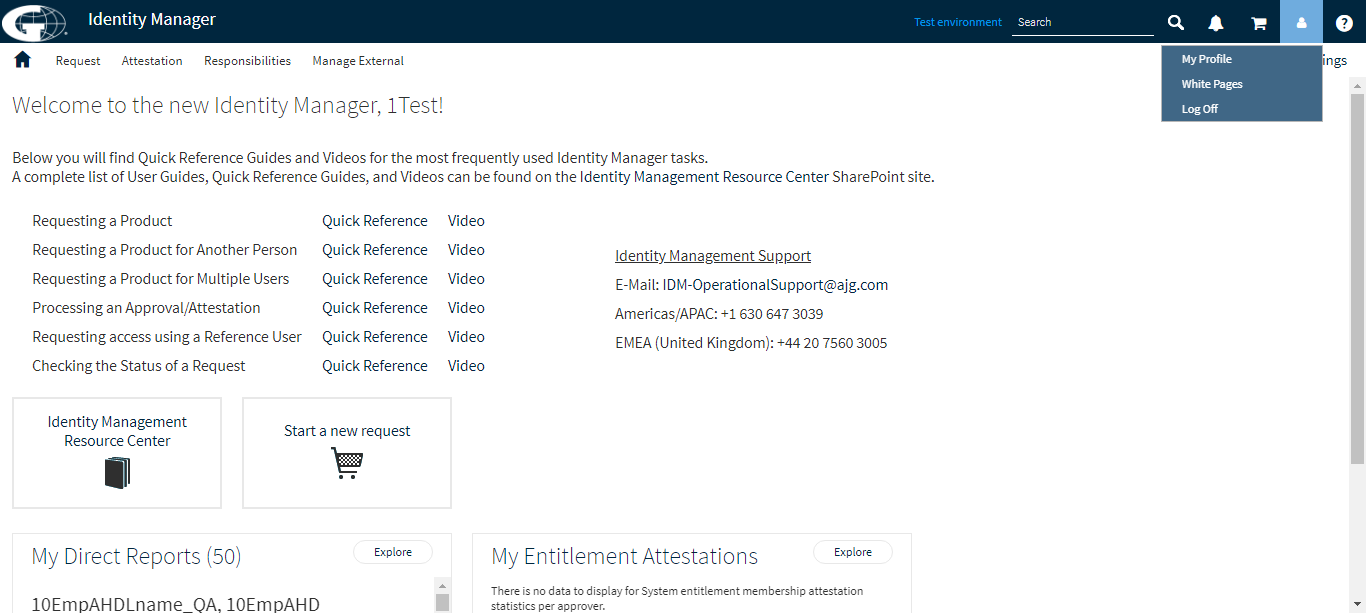 Identity Manager
Test environment
Search
Request Attestation Responsibilities Manage External
ings
My Profile
White Pages
Log Off
Welcome to the new Identity Manager, 1Test!
Below you will find Quick Reference Guides and Videos for the most frequently used Identity Manager tasks.
A complete list of User Guides, Quick Reference Guides, and Videos can be found on the Identity Management Resource Center SharePoint site.
Requesting a Product Quick Reference Video
Requesting a Product for Another Person Quick Reference Video
Requesting a Product for Multiple Users Quick Reference Video
Processing an Approval/Attestation Quick Reference Video
Requesting access using a Reference User Quick Reference Video
Checking the Status of a Request Quick Reference Video
Identity Management Support
E-Mail: IDM-OperationalSupport@ajg.com
Americas/APAC: +1 630 647 3039
EMEA (United Kingdom): +44 20 7560 3005
Identity Management
Resource Center
Start a new request
My Direct Reports (50)
Explore
10EmpAHDLname_QA, 10EmpAHD
My Entitlement Attestations
Explore
There is no data to display for System entitlement membership attestation
statistics per approver.